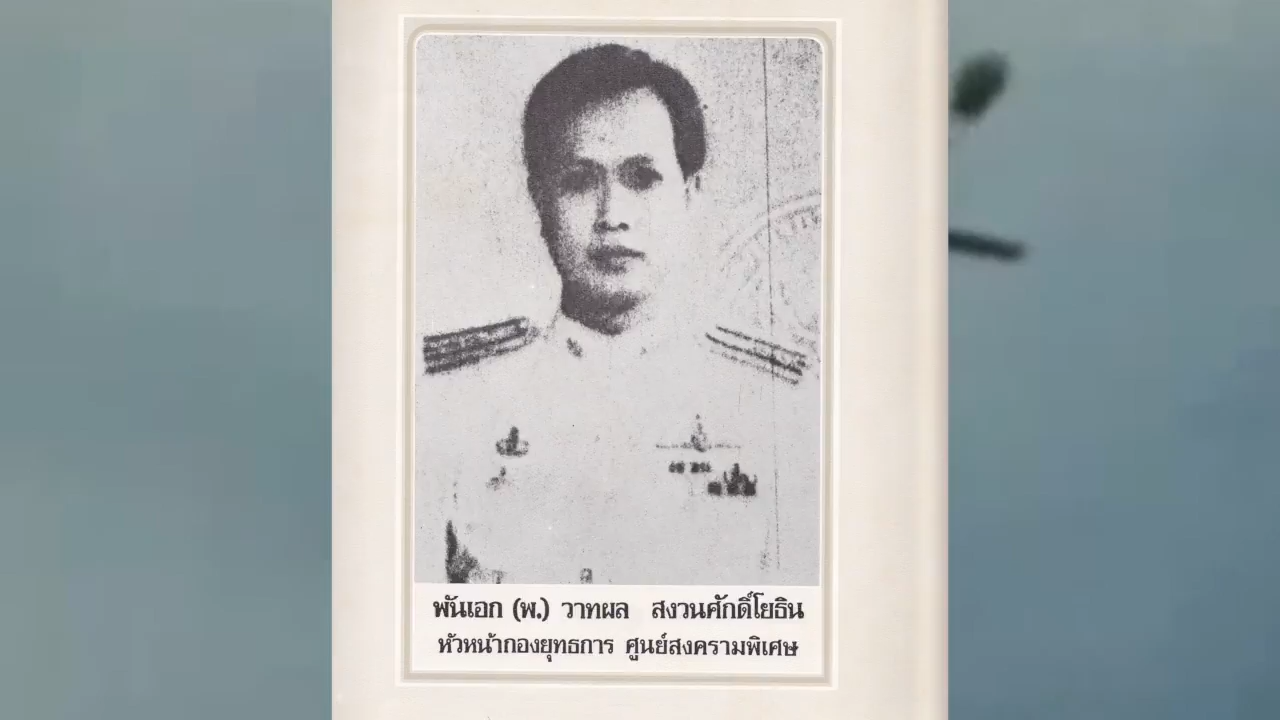 พันเอก (พ.) วาทผล สงวนศักดิ์โยธิน
หัวหน้ากองยุทธการ ศูนย์สงครามพิเศษ